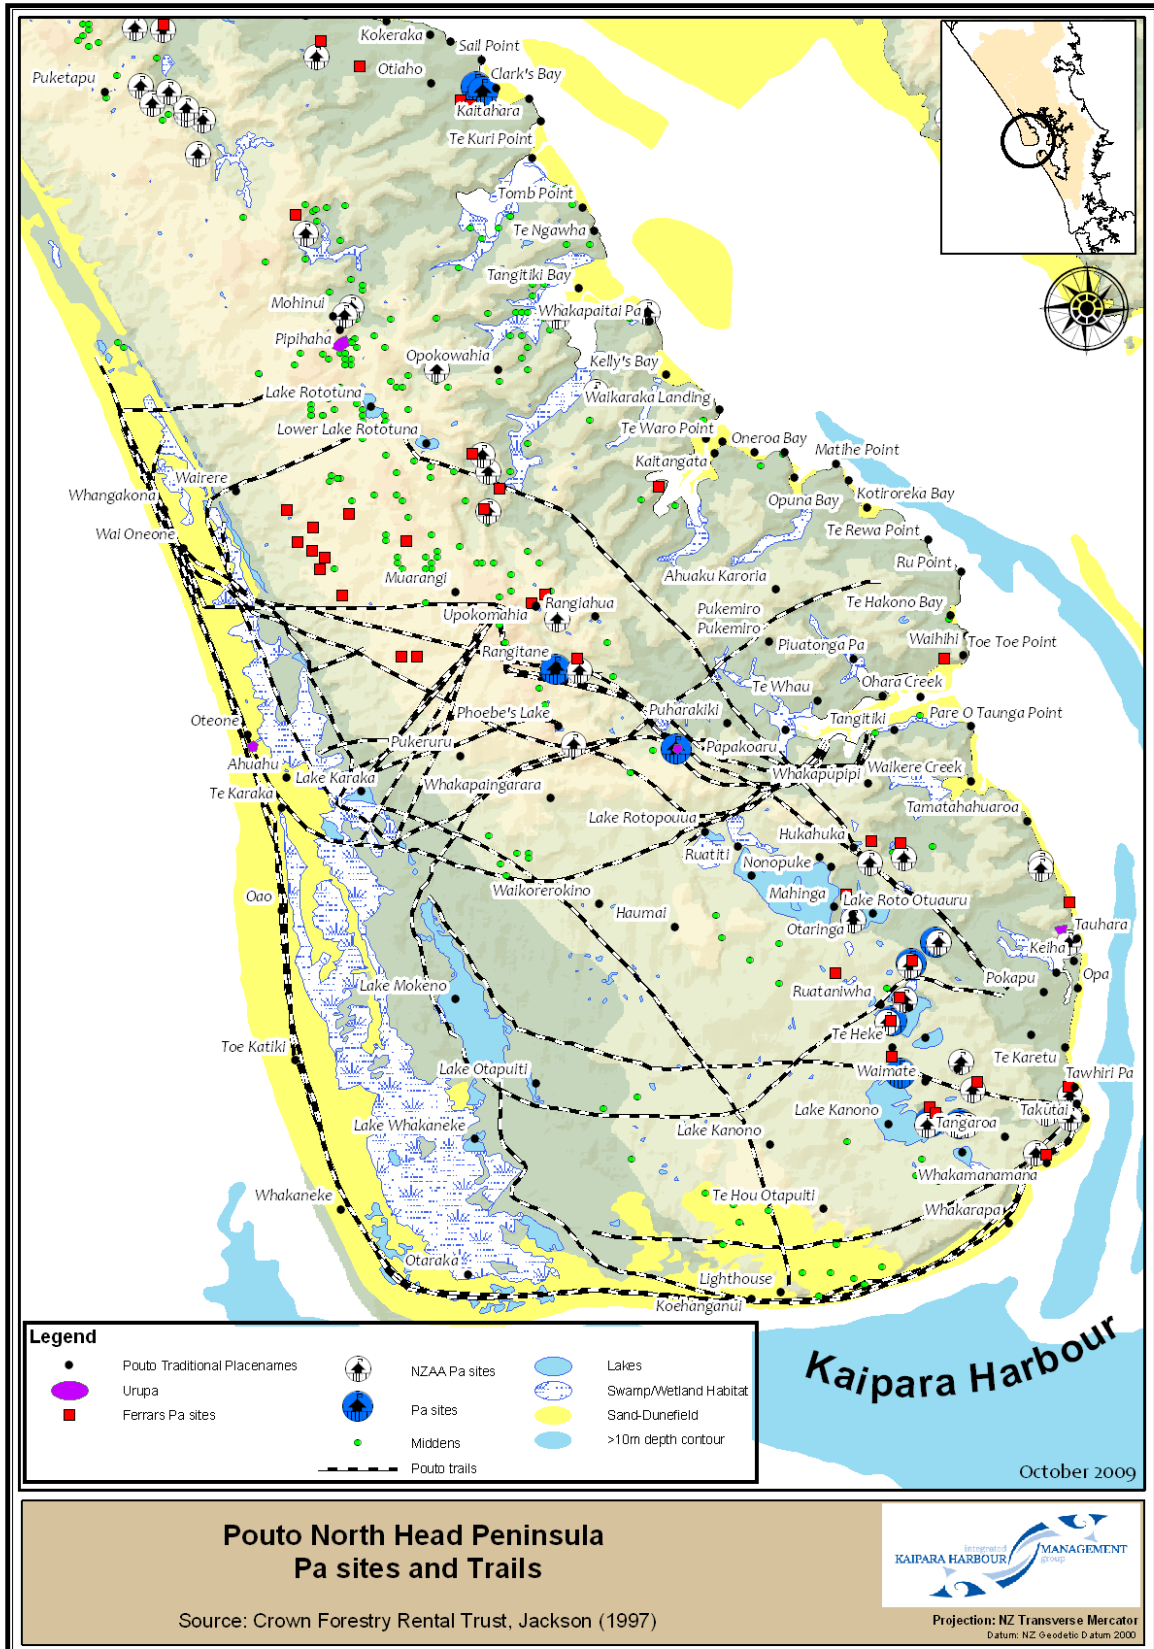 Kokeraka
Sail Point
Otiaho
Clark's Bay
Puketapu
Kaitahara
Te Kuri Point
Tomb Point
Te Ngawha
Tangitiki Bay
Mohinui
Whakapaitai Pa
Pipihaha
Opokowahia
Kelly's Bay
Lake Rototuna
Waikaraka Landing
Lower Lake Rototuna
Te Waro Point
Oneroa Bay
Kaitangata
Matihe Point
Wairere
Whangakona
Opuna Bay
Kotiroreka Bay
Wai Oneone
Te Rewa Point
Ru Point
Muarangi
Ahuaku Karoria
Upokomahia
Rangiahua
Pukemiro
Te Hakono Bay
Pukemiro
Waihihi
Toe Toe Point
Rangitane
Piuatonga Pa
Te Whau
Ohara Creek
Oteone
Phoebe's Lake
Puharakiki
Tangitiki
Pare O Taunga Point
Pukeruru
Papakoaru
Ahuahu
Lake Karaka
Whakapaingarara
Whakapupipi
Waikere Creek
Te Karaka
Tamatahahuaroa
Lake Rotopouua
Hukahuka
Ruatiti
Nonopuke
Oao
Waikorerokino
Mahinga
Lake Roto Otuauru
Haumai
Otaringa
Tauhara
Keiha
Lake Mokeno
Ruataniwha
Pokapu
Opa
Toe Katiki
Te Heke
Te Karetu
Lake Otapuiti
Waimate
Tawhiri Pa
Lake Whakaneke
Lake Kanono
Lake Kanono
Tangaroa
Takutai
Whakaneke
Te Hou Otapuiti
Whakamanamana
Whakarapa
Otaraka
Lighthouse
Koehanganui
Kaipara Harbour
Legend
Pouto Traditional Placenames
Urupa
Ferrars Pa sites
NZAA Pa sites
Pa sites
Middens
Pouto trails
Lakes
Swamp/Wetland Habitat
Sand-Dunefield
>10m depth contour
October 2009
Pouto North Head Peninsula
Pa sites and Trails
Source: Crown Forestry Rental Trust, Jackson (1997)
integrated
KAIPARA HARBOUR MANAGEMENT
group
Projection: NZ Transverse Mercator
Datum: NZ Geodetic Datum 2000